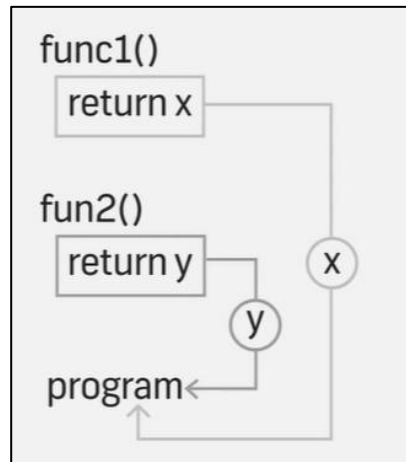 func1()
return x
x
fun2()
return y
y
program